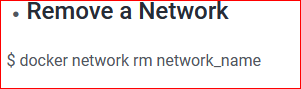 • Remove a Network
$ docker network rm network_name